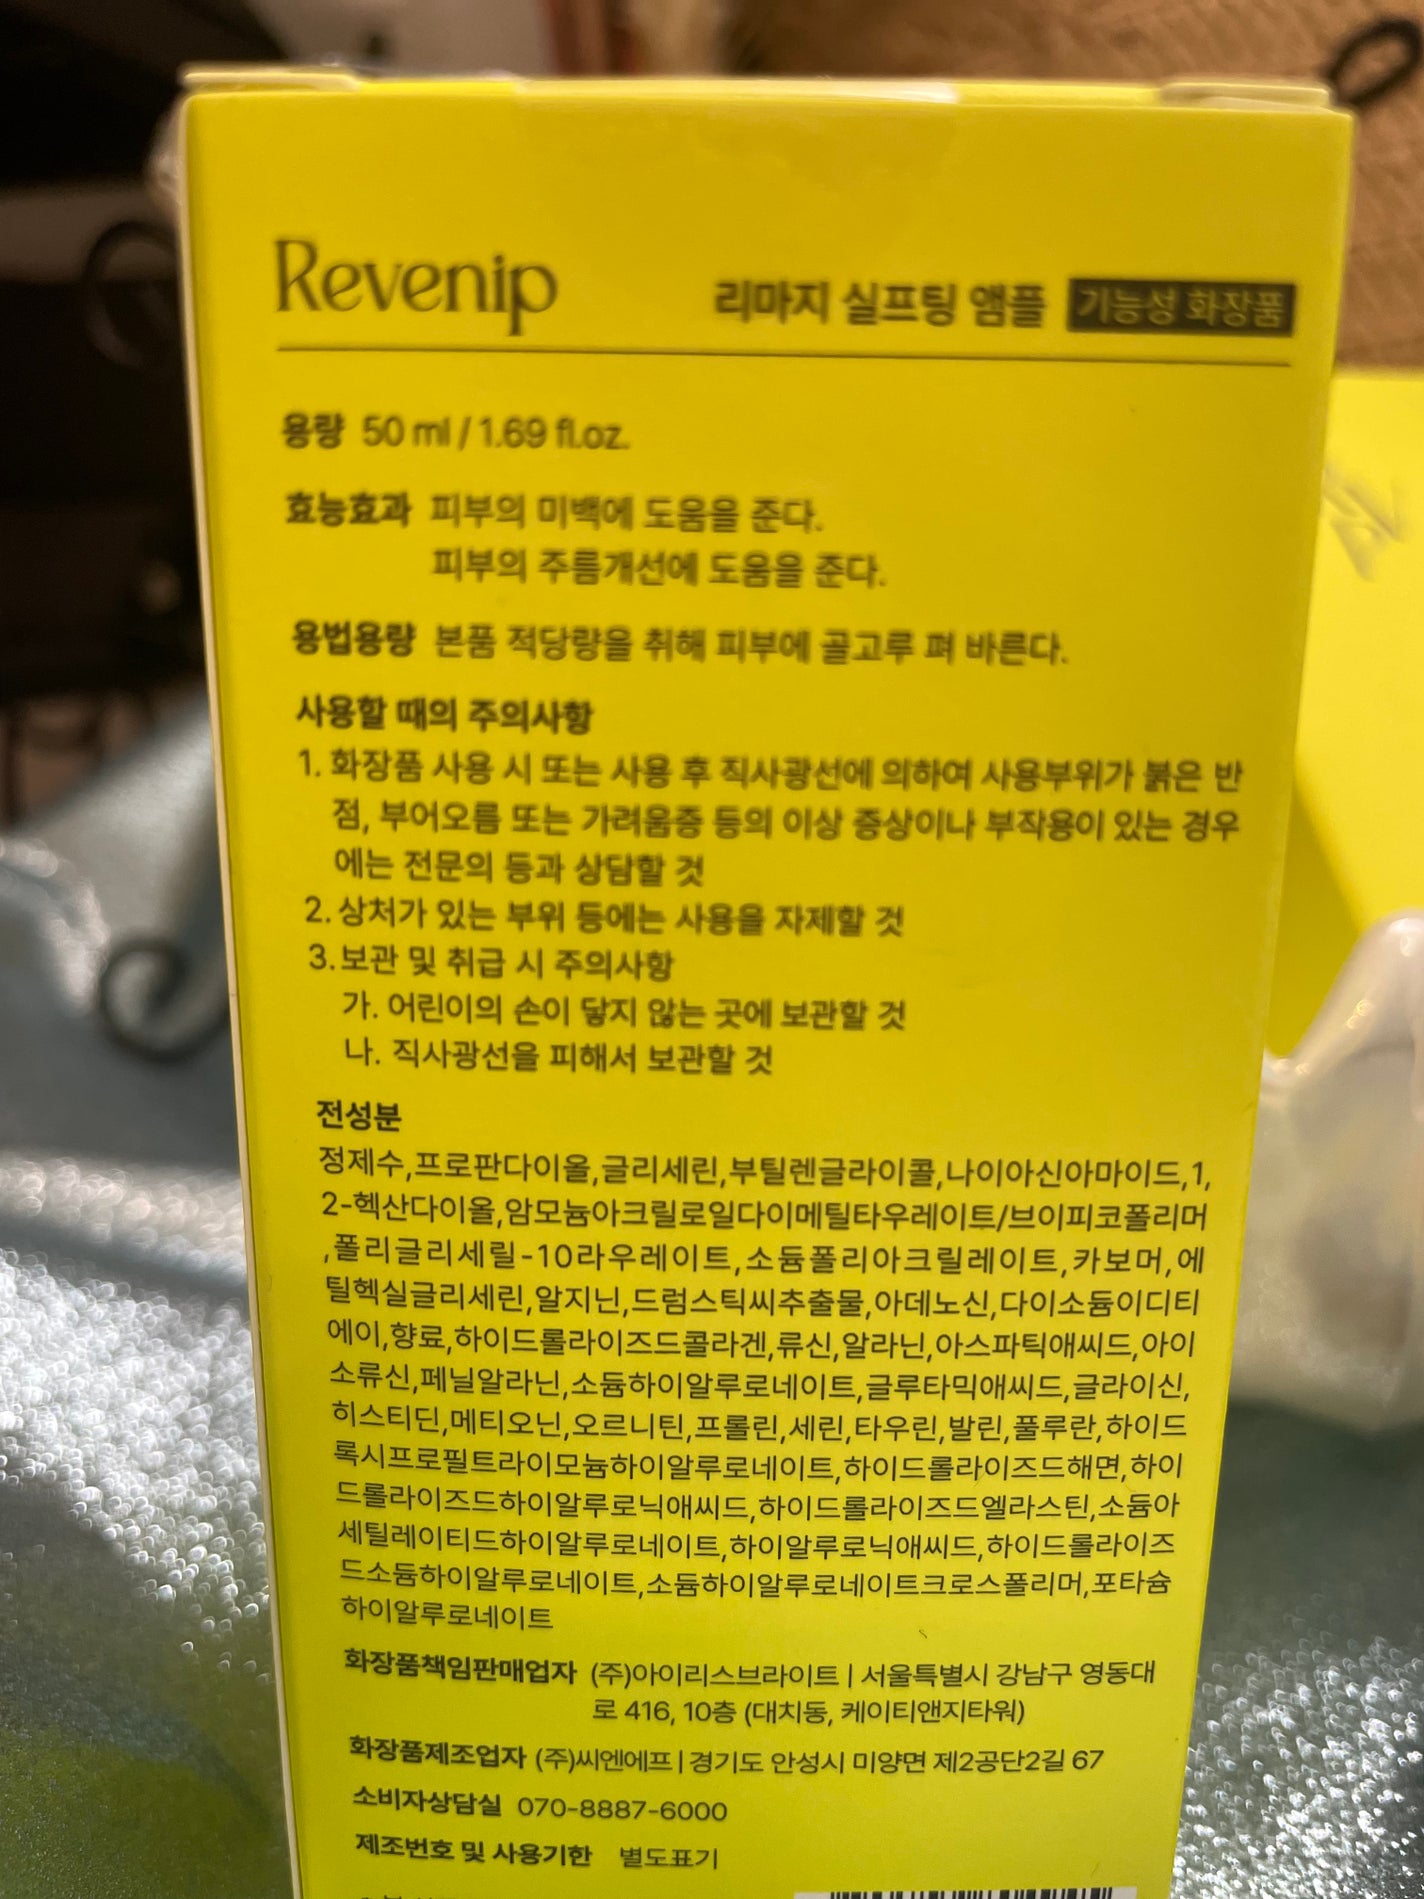 Revenip 리마지 실프팅 앰플 기능성 화장품
용량 50 ml / 1.69 fl.oz.
효능효과 피부의 미백에 도움을 준다.
피부의 주름개선에 도움을 준다.
용법용량 본품 적당량을 취해 피부에 골고루 펴 바른다.
사용할 때의 주의사항
1. 화장품 사용 시 또는 사용 후 직사광선에 의하여 사용부위가 붉은 반
점, 부어오름 또는 가려움증 등의 이상 증상이나 부작용이 있는 경우
에는 전문의 등과 상담할 것
2. 상처가 있는 부위 등에는 사용을 자제할 것
3. 보관 및 취급 시 주의사항
가. 어린이의 손이 닿지 않는 곳에 보관할 것
나. 직사광선을 피해서 보관할 것
전성분
정제수,프로판다이올,글리세린,부틸렌글라이콜,나이아신아마이드,1,
2-헥산다이올,암모늄아크릴로일다이메틸타우레이트/브이피코폴리머
,폴리글리세릴-10라우레이트,소듐폴리아크릴레이트,카보머,에
틸헥실글리세린,알지닌,드럼스틱씨추출물,아데노신,다이소듐이디티
에이,향료,하이드롤라이즈드콜라겐,류신,알라닌,아스파틱애씨드,아이
소류신,페닐알라닌,소듐하이알루로네이트,글루타믹애씨드,글라이신,
히스티딘,메티오닌,오르니틴,프롤린,세린,타우린,발린,풀루란,하이드
록시프로필트라이모늄하이알루로네이트,하이드롤라이즈드해면,하이
드롤라이즈드하이알루로닉애씨드,하이드롤라이즈드엘라스틴,소듐아
세틸레이티드하이알루로네이트,하이알루로닉애씨드,하이드롤라이즈
드소듐하이알루로네이트,소듐하이알루로네이트크로스폴리머,포타슘
하이알루로네이트
화장품책임판매업자 (주)아이리스브라이트 | 서울특별시 강남구 영동대
로 416, 10층 (대치동, 케이티앤지타워)
화장품제조업자 (주)씨엔에프 | 경기도 안성시 미양면 제2공단2길 67
소비자상담실 070-8887-6000
제조번호 및 사용기한 별도표기